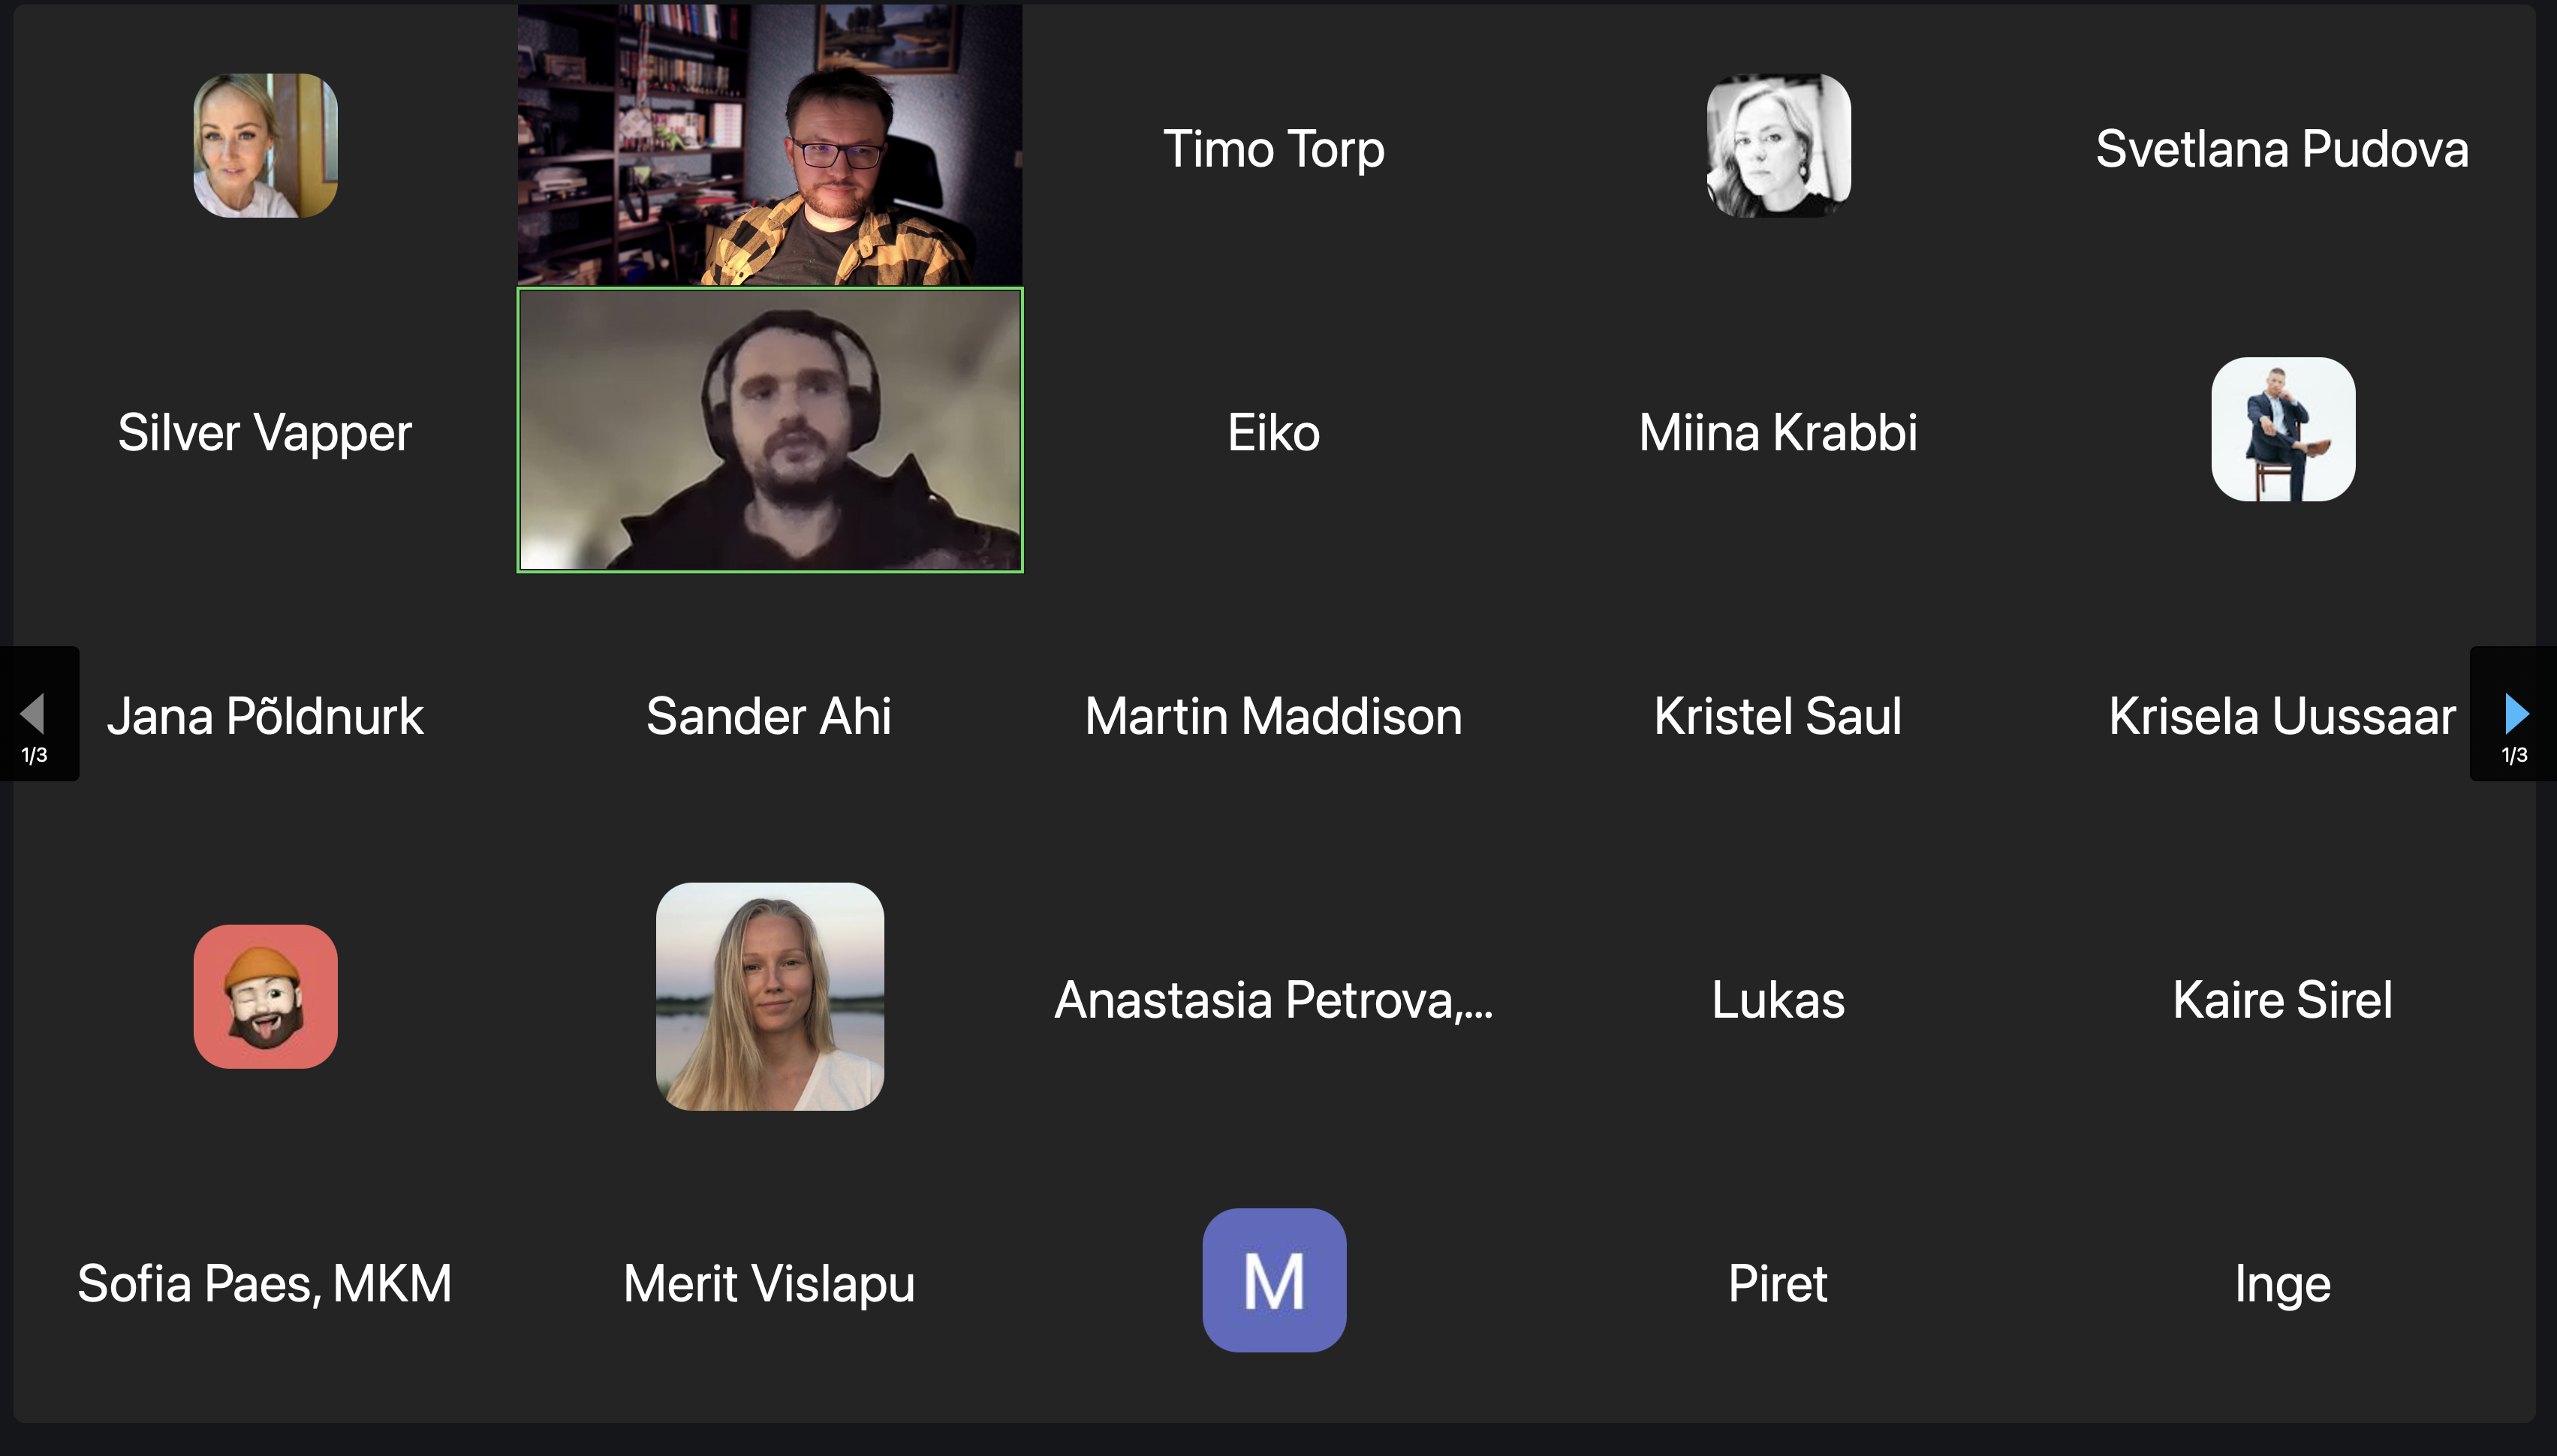 Timo Torp
Svetlana Pudova
Silver Vapper
Eiko
Miina Krabbi
Jana Põldnurk
Sander Ahi
Martin Maddison
Kristel Saul
Krisela Uussaar
1/3
1/3
Anastasia Petrova,...
Lukas
Kaire Sirel
Sofia Paes, MKM
Merit Vislapu
M
Piret
Inge